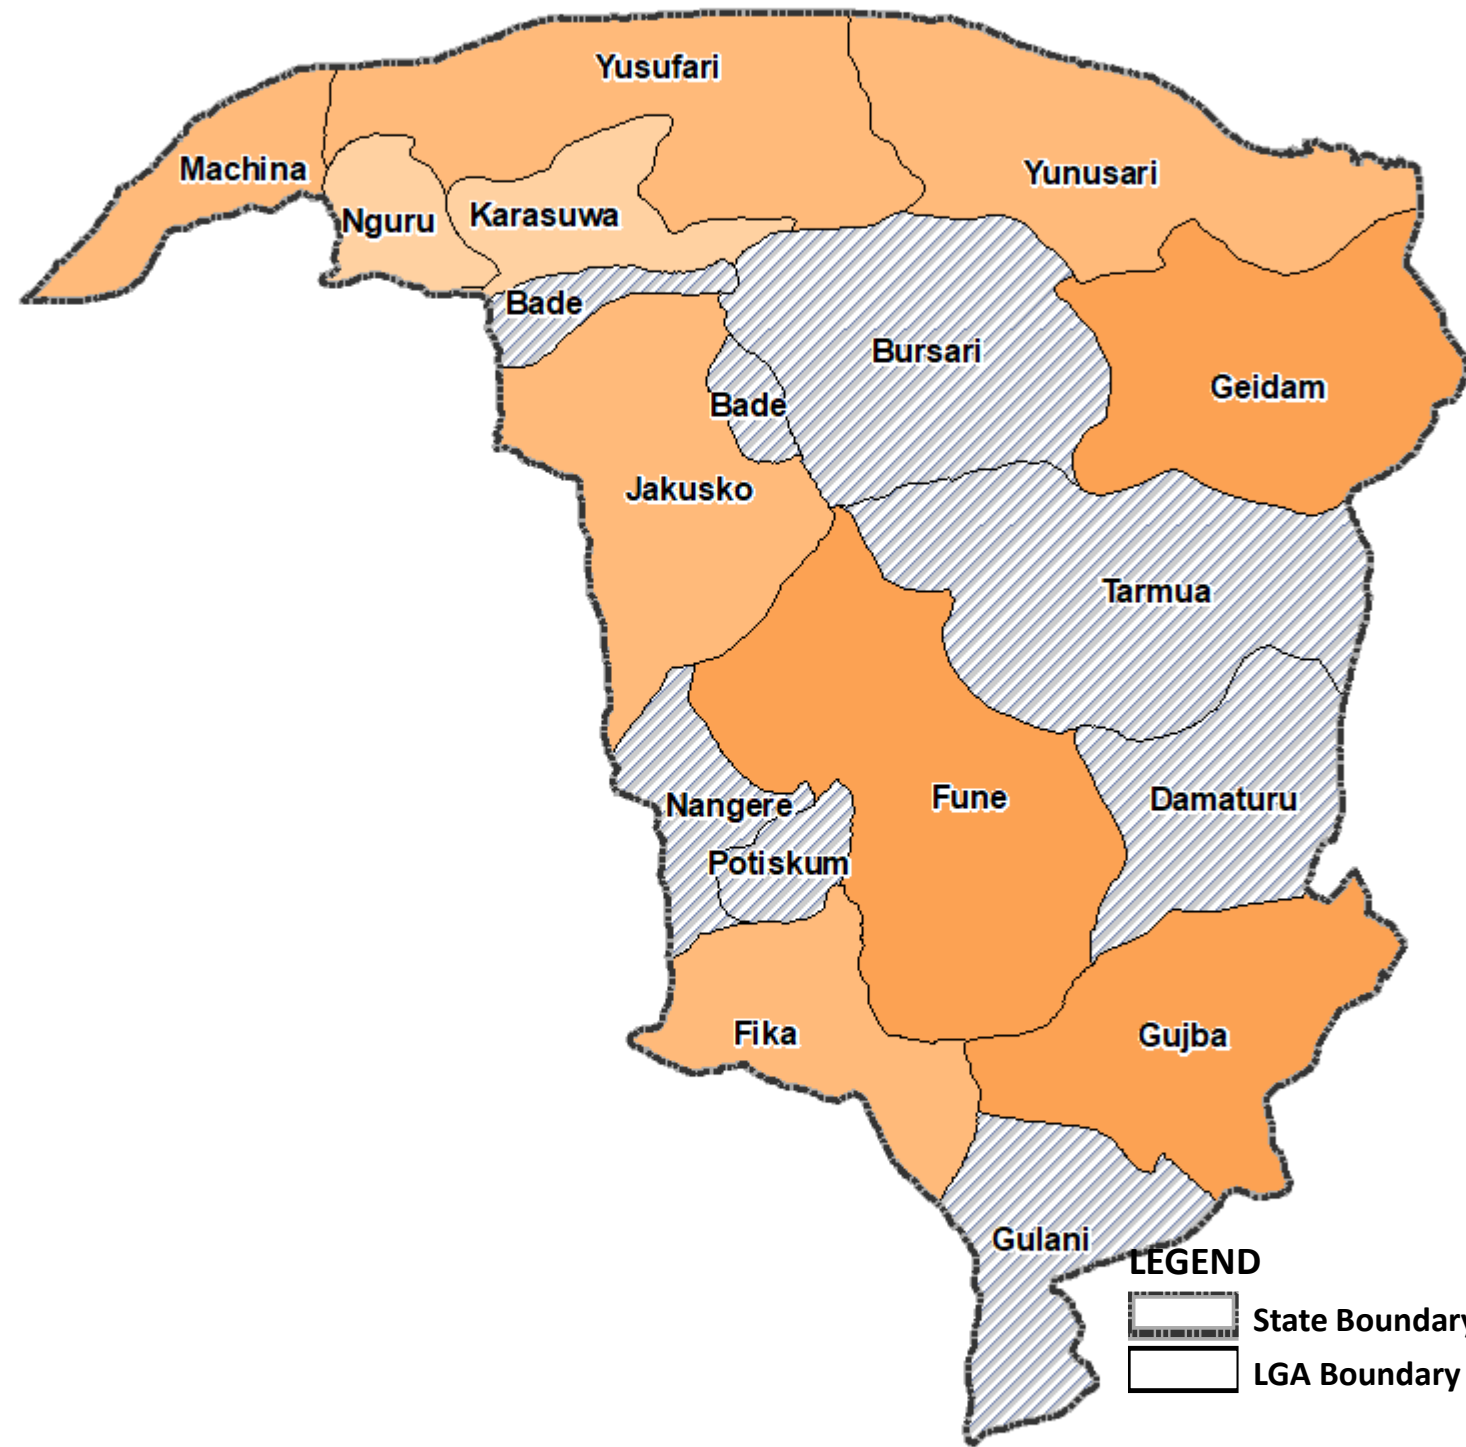 Yusufari
Machina
Yunusari
Nguru
Karasuwa
Bade
Bursari
Geidam
Bade
Jakusko
Tarmua
Nangere
Fune
Damaturu
Potiskum
Fika
Gujba
Gulani
LEGEND
State Boundary
LGA Boundary